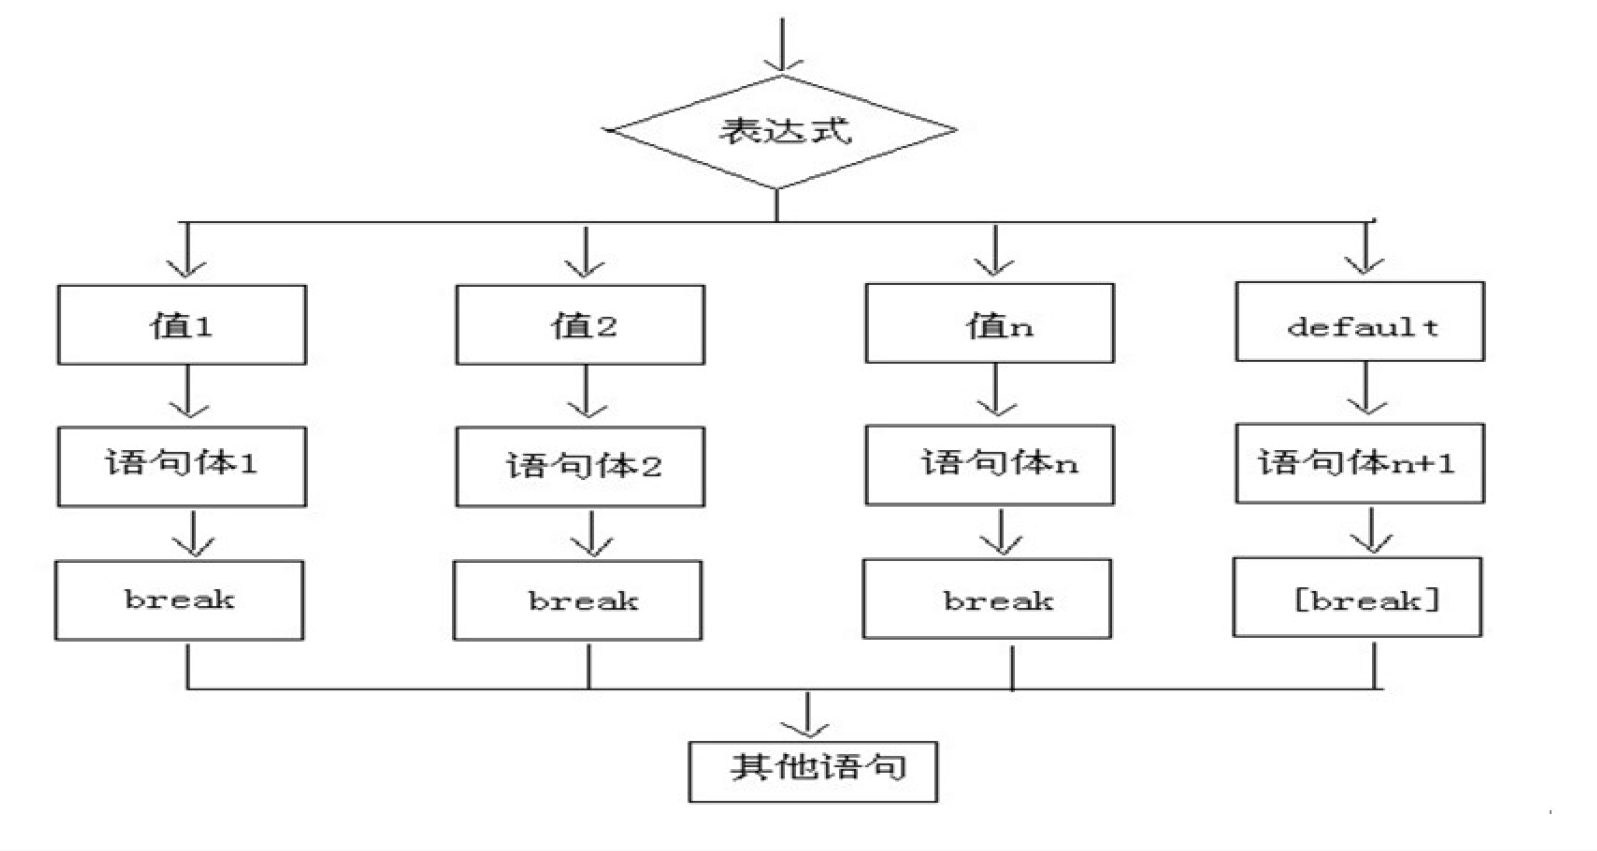 表达式
值1
值2
值n
default
语句体1
语句体2
语句体n
语句体n+1
break
break
break
[break]
其他语句